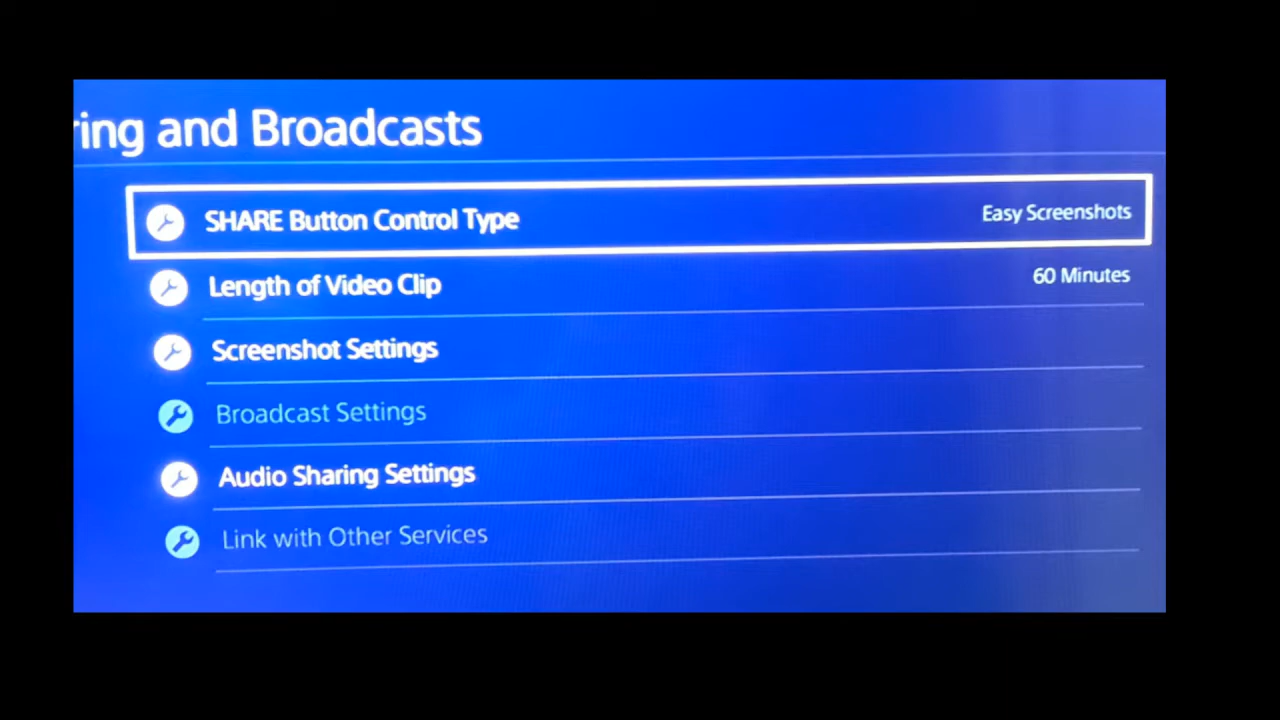 ring and Broadcasts
SHARE Button Control Type Easy Screenshots
Length of Video Clip 60 Minutes
Screenshot Settings
Broadcast Settings
Audio Sharing Settings
Link with Other Services